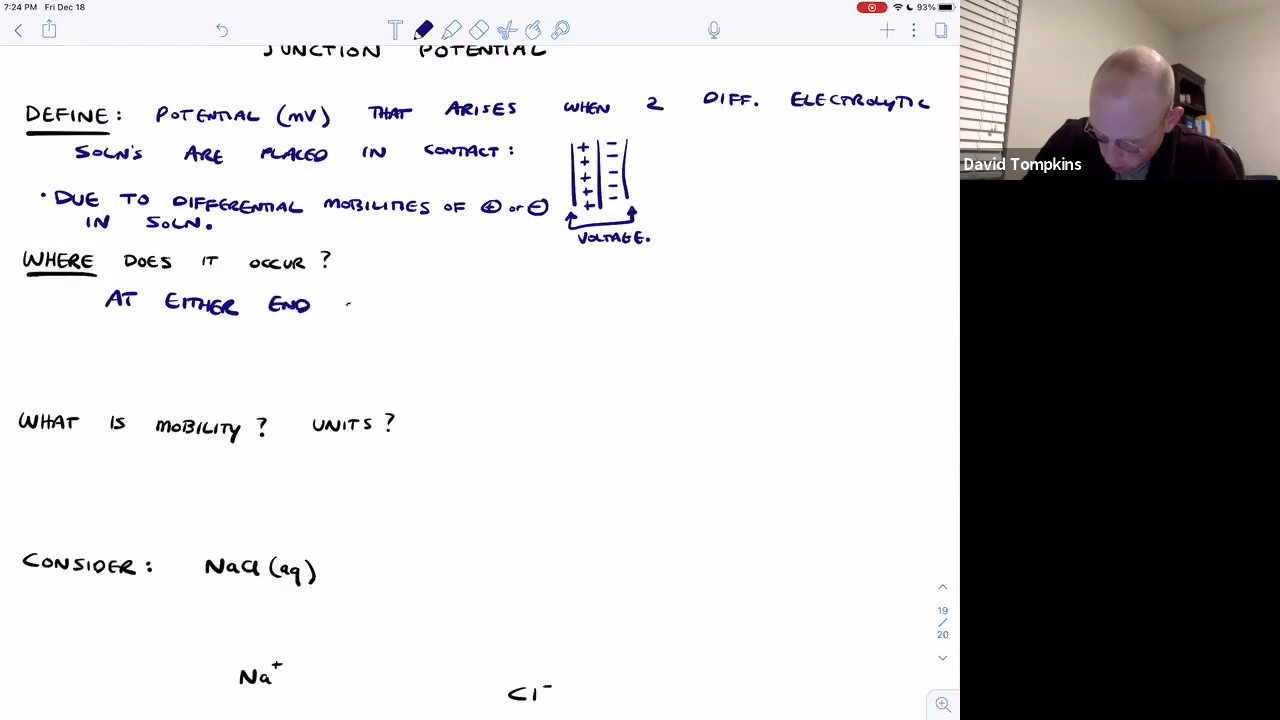 7:24 PM Fri Dec 18
93%
JUNCTION POTENTIAL
DEFINE: POTENTIAL (mV) THAT ARISES WHEN 2 DIFF. ELECTROLYTIC
SOLN'S ARE PLACED IN CONTACT:
• DUE TO DIFFERENTIAL MOBILITIES OF ⊕ or ⊖
IN SOLN.
+ -
+ -
+ -
+ -
+ -
VOLTAGE.
WHERE DOES IT OCCUR?
AT EITHER END
WHAT IS MOBILITY? UNITS?
CONSIDER: NaCl (aq)
Na+
Cl-
19
/
20
David Tompkins